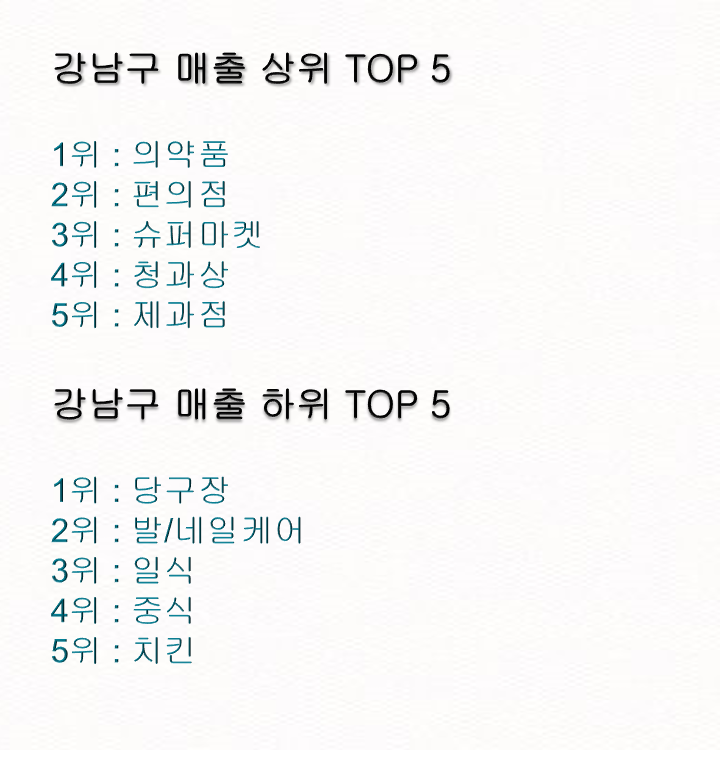 강남구 매출 상위 TOP 5
1위 : 의약품
2위 : 편의점
3위 : 슈퍼마켓
4위 : 청과상
5위 : 제과점
강남구 매출 하위 TOP 5
1위 : 당구장
2위 : 발/네일케어
3위 : 일식
4위 : 중식
5위 : 치킨